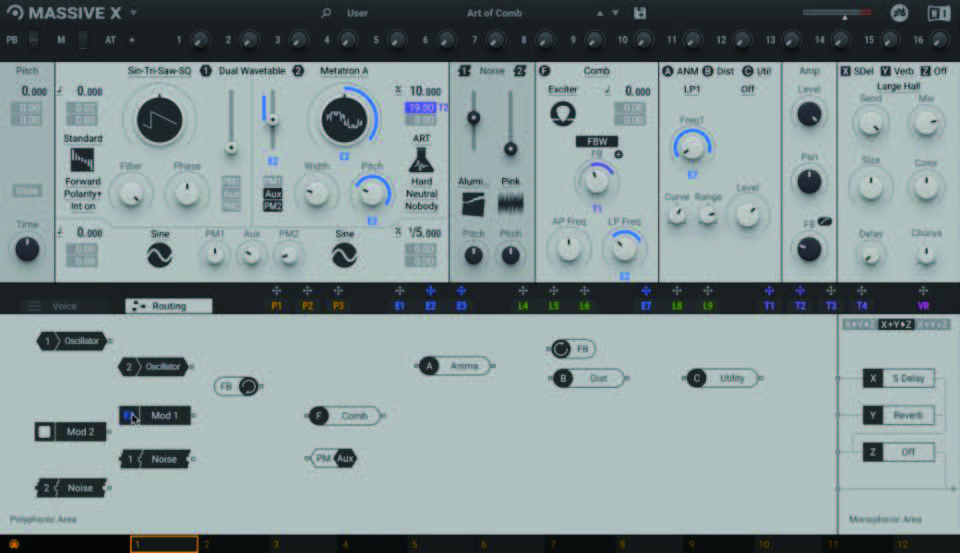 MASSIVE X
User
Art of Comb
PB M AT 1 2 3 4 5 6 7 8 9 10 11 12 13 14 15 16
Pitch
Sin-Tri-Saw-SQ 1 Dual Wavetable 2 Metatron A
1 Noise 2
F Comb
A ANM B Dist C Util
Amp
X SDel Y Verb Z Off
0.000
0.00
0.00
0.000
0.02
0.00
10.000
19.00 T2
0.00
Exciter
0.000
0.00
0.00
LP1
Off
Level
Large Hall
Send
Mix
Standard
E2
E2
ART
FBW
FB
Freq1
E7
Glide
Forward
Polarity+
Int on
Filter
Phase
PM1
Aux
PM2
PM1
Aux
PM2
Width
Pitch
E2
Hard
Neutral
Nobody
Alumi..
Pink
T1
Curve
Range
Level
Pan
Size
Color
Time
0.000
0.00
0.00
Sine
PM1
Aux
PM2
Sine
1/5.000
0.00
0.00
Pitch
Pitch
AP Freq
LP Freq
E2
FB
Delay
Chorus
Voice
Routing
P1 P2 P3 E1 E2 E3 L4 L5 L6 E7 L8 L9 T1 T2 T3 T4 VR
X+Y+Z
1 Oscillator
2 Oscillator
FB
A Anima
FB
B Dist
C Utility
X S Delay
Mod 1
F Comb
Y Reverb
Mod 2
1 Noise
PM Aux
Z Off
2 Noise
Polyphonic Area
Monophonic Area
1 2 3 4 5 6 7 8 9 10 11 12